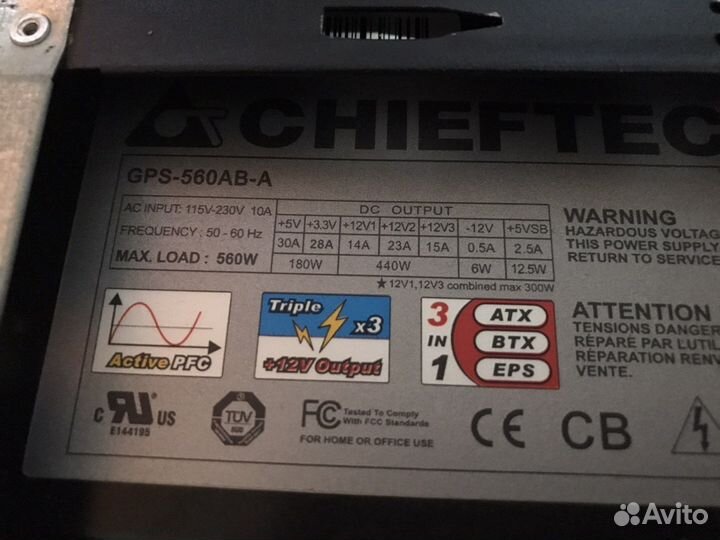 CHIEFTEC
GPS-560AB-A
AC INPUT: 115V-230V 10A
FREQUENCY: 50 - 60 Hz
MAX. LOAD : 560W
DC OUTPUT
+5V +3.3V +12V1 +12V2 +12V3 -12V +5VSB
30A 28A 14A 23A 15A 0.5A 2.5A
180W 440W 6W 12.5W
★12V1,12V3 combined max 300W
WARNING
HAZARDOUS VOLTAG
THIS POWER SUPPLY
RETURN TO SERVICE
Active PFC
Triple
x3
+12V Output
3 IN 1
ATX
BTX
EPS
ATTENTION
TENSIONS DANGER
RÉPARE PAR L'UTIL
RÈPARATION RENV
VENTE.
c RU US
E144195
TÜV
FC Tested To Comply
With FCC Standards
FOR HOME OR OFFICE USE
CE
CB
Avito